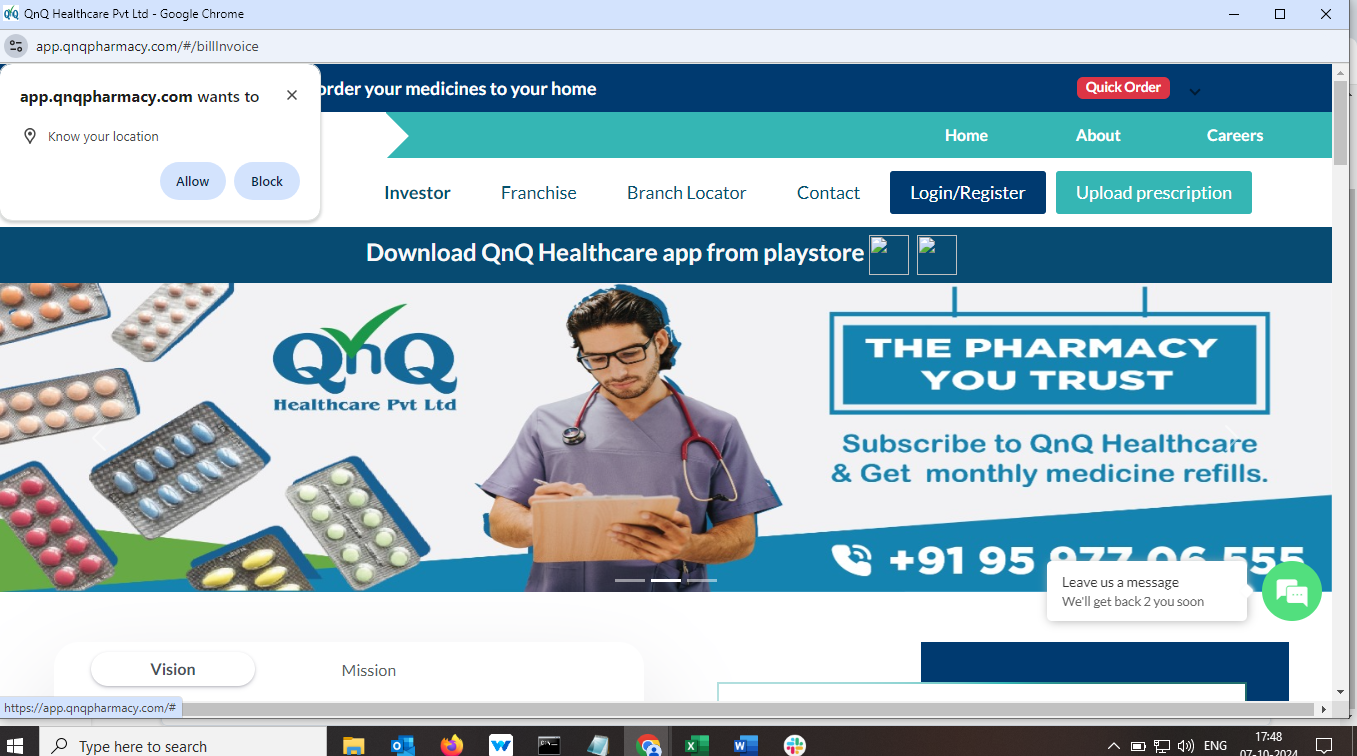 QnQ Healthcare Pvt Ltd - Google Chrome
app.qnqpharmacy.com/#/billInvoice
app.qnqpharmacy.com wants to
Know your location
Allow Block
order your medicines to your home
Quick Order
Home About Careers
Investor Franchise Branch Locator Contact Login/Register Upload prescription
Download QnQ Healthcare app from playstore
QnQ
Healthcare Pvt Ltd
THE PHARMACY
YOU TRUST
Subscribe to QnQ Healthcare
& Get monthly medicine refills.
+91 95 977 06 555
Leave us a message
We'll get back 2 you soon
Vision Mission
https://app.qnqpharmacy.com/#
Type here to search
ENG
17:48
07-10-2024